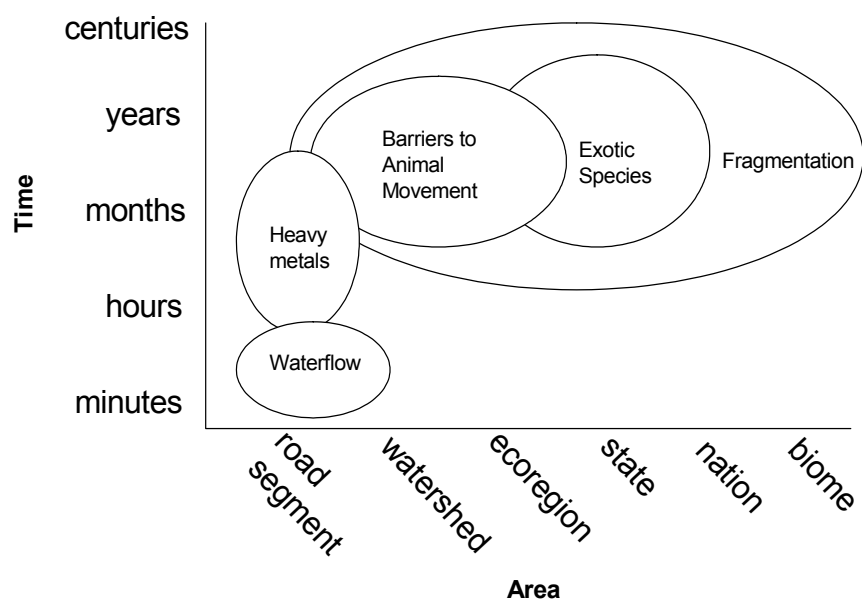 centuries
years
months
hours
minutes
Time
Barriers to
Animal
Movement
Exotic
Species
Fragmentation
Heavy
metals
Waterflow
road
segment
watershed
ecoregion
state
nation
biome
Area